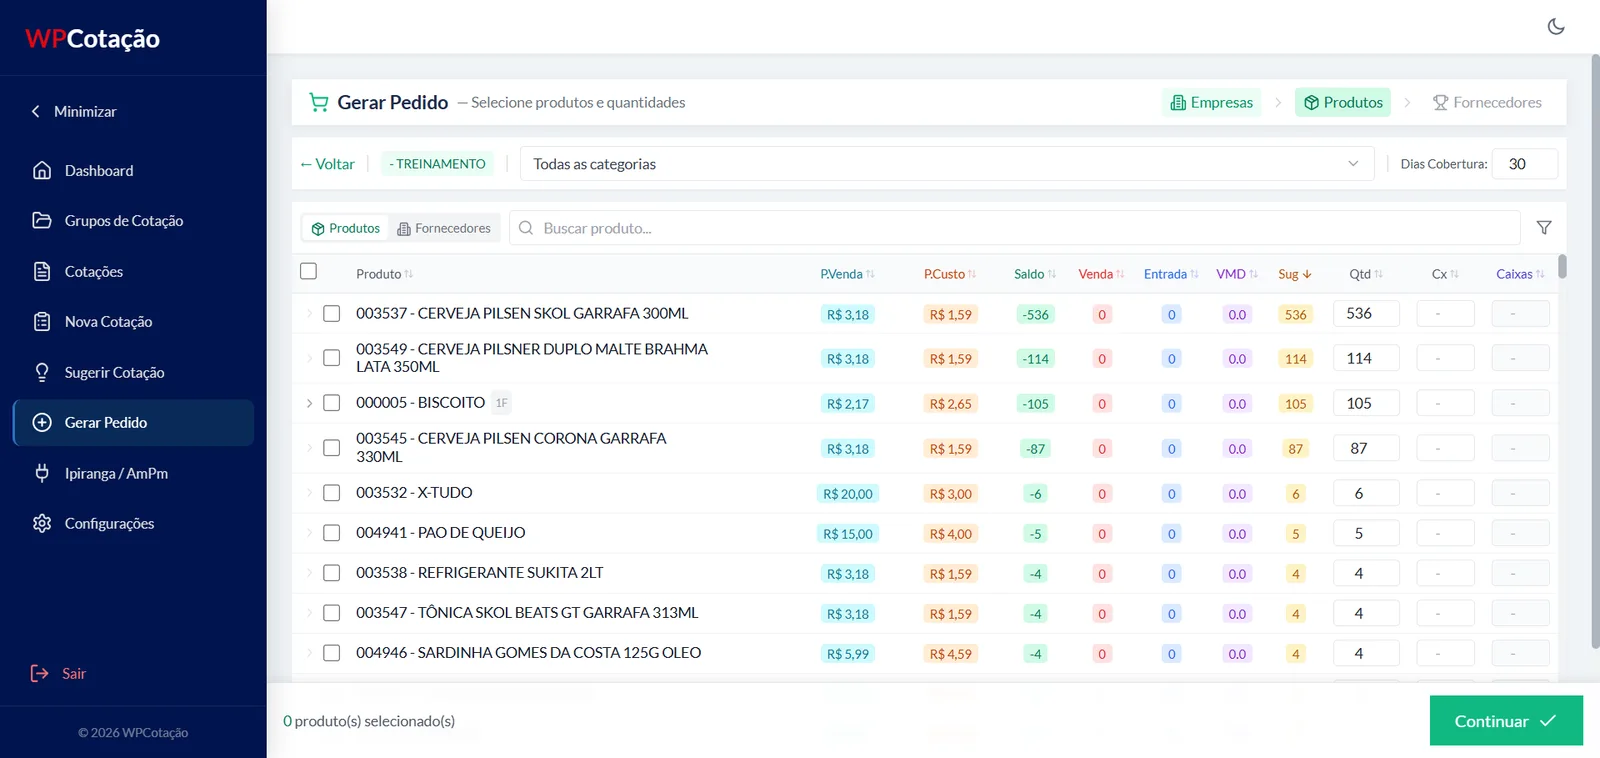 WPCotação
Minimizar
Dashboard
Grupos de Cotação
Cotações
Nova Cotação
Sugerir Cotação
Gerar Pedido
Ipiranga / AmPm
Configurações
Sair
© 2026 WPCotação
Gerar Pedido — Selecione produtos e quantidades
Empresas Produtos Fornecedores
← Voltar - TREINAMENTO Todas as categorias Dias Cobertura: 30
Produtos Fornecedores Buscar produto...
Produto P.Venda P.Custo Saldo Venda Entrada VMD Sug Qtd Cx Caixas
003537 - CERVEJA PILSEN SKOL GARRAFA 300ML R$ 3,18 R$ 1,59 -536 0 0 0.0 536 536 - -
003549 - CERVEJA PILSNER DUPLO MALTE BRAHMA
LATA 350ML R$ 3,18 R$ 1,59 -114 0 0 0.0 114 114 - -
000005 - BISCOITO 1F R$ 2,17 R$ 2,65 -105 0 0 0.0 105 105 - -
003545 - CERVEJA PILSEN CORONA GARRAFA
330ML R$ 3,18 R$ 1,59 -87 0 0 0.0 87 87 - -
003532 - X-TUDO R$ 20,00 R$ 3,00 -6 0 0 0.0 6 6 - -
004941 - PAO DE QUEIJO R$ 15,00 R$ 4,00 -5 0 0 0.0 5 5 - -
003538 - REFRIGERANTE SUKITA 2LT R$ 3,18 R$ 1,59 -4 0 0 0.0 4 4 - -
003547 - TÔNICA SKOL BEATS GT GARRAFA 313ML R$ 3,18 R$ 1,59 -4 0 0 0.0 4 4 - -
004946 - SARDINHA GOMES DA COSTA 125G OLEO R$ 5,99 R$ 4,59 -4 0 0 0.0 4 4 - -
0 produto(s) selecionado(s)
Continuar